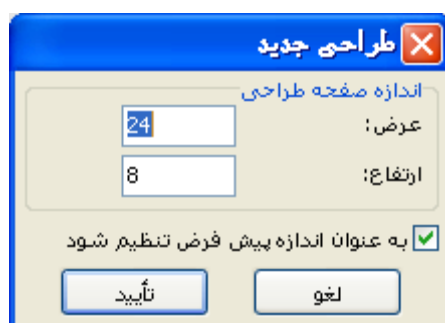 طراحی جدید
اندازه صفحه طراحی
عرض: 24
ارتفاع: 8
به عنوان اندازه پیش فرض تنظیم شود
لغو تأیید